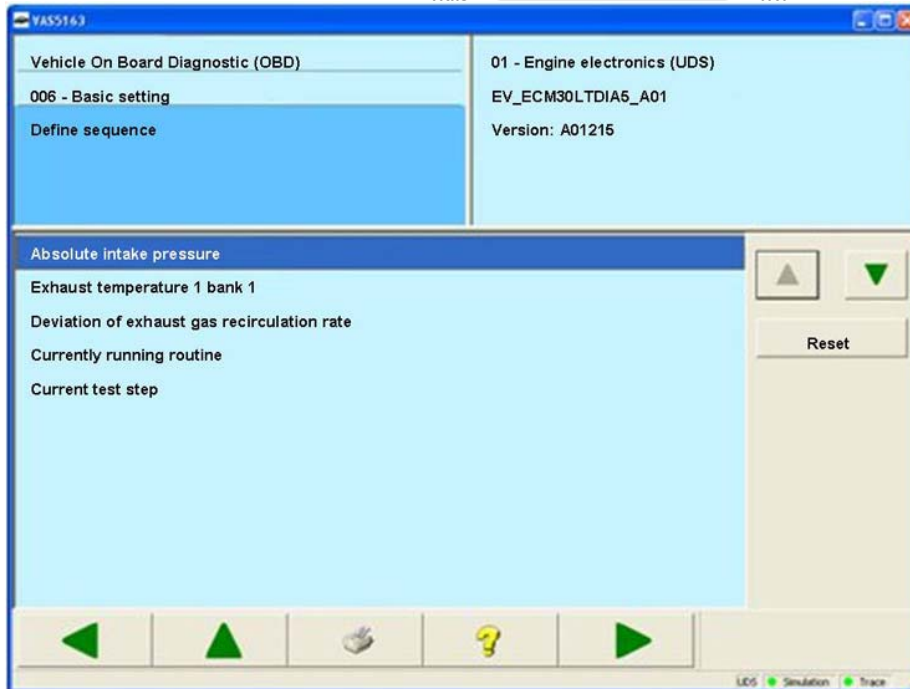 VAS5163
Vehicle On Board Diagnostic (OBD)
006 - Basic setting
Define sequence
01 - Engine electronics (UDS)
EV_ECM30LTDIA5_A01
Version: A01215
Absolute intake pressure
Exhaust temperature 1 bank 1
Deviation of exhaust gas recirculation rate
Currently running routine
Current test step
Reset
UDS Simulation Trace